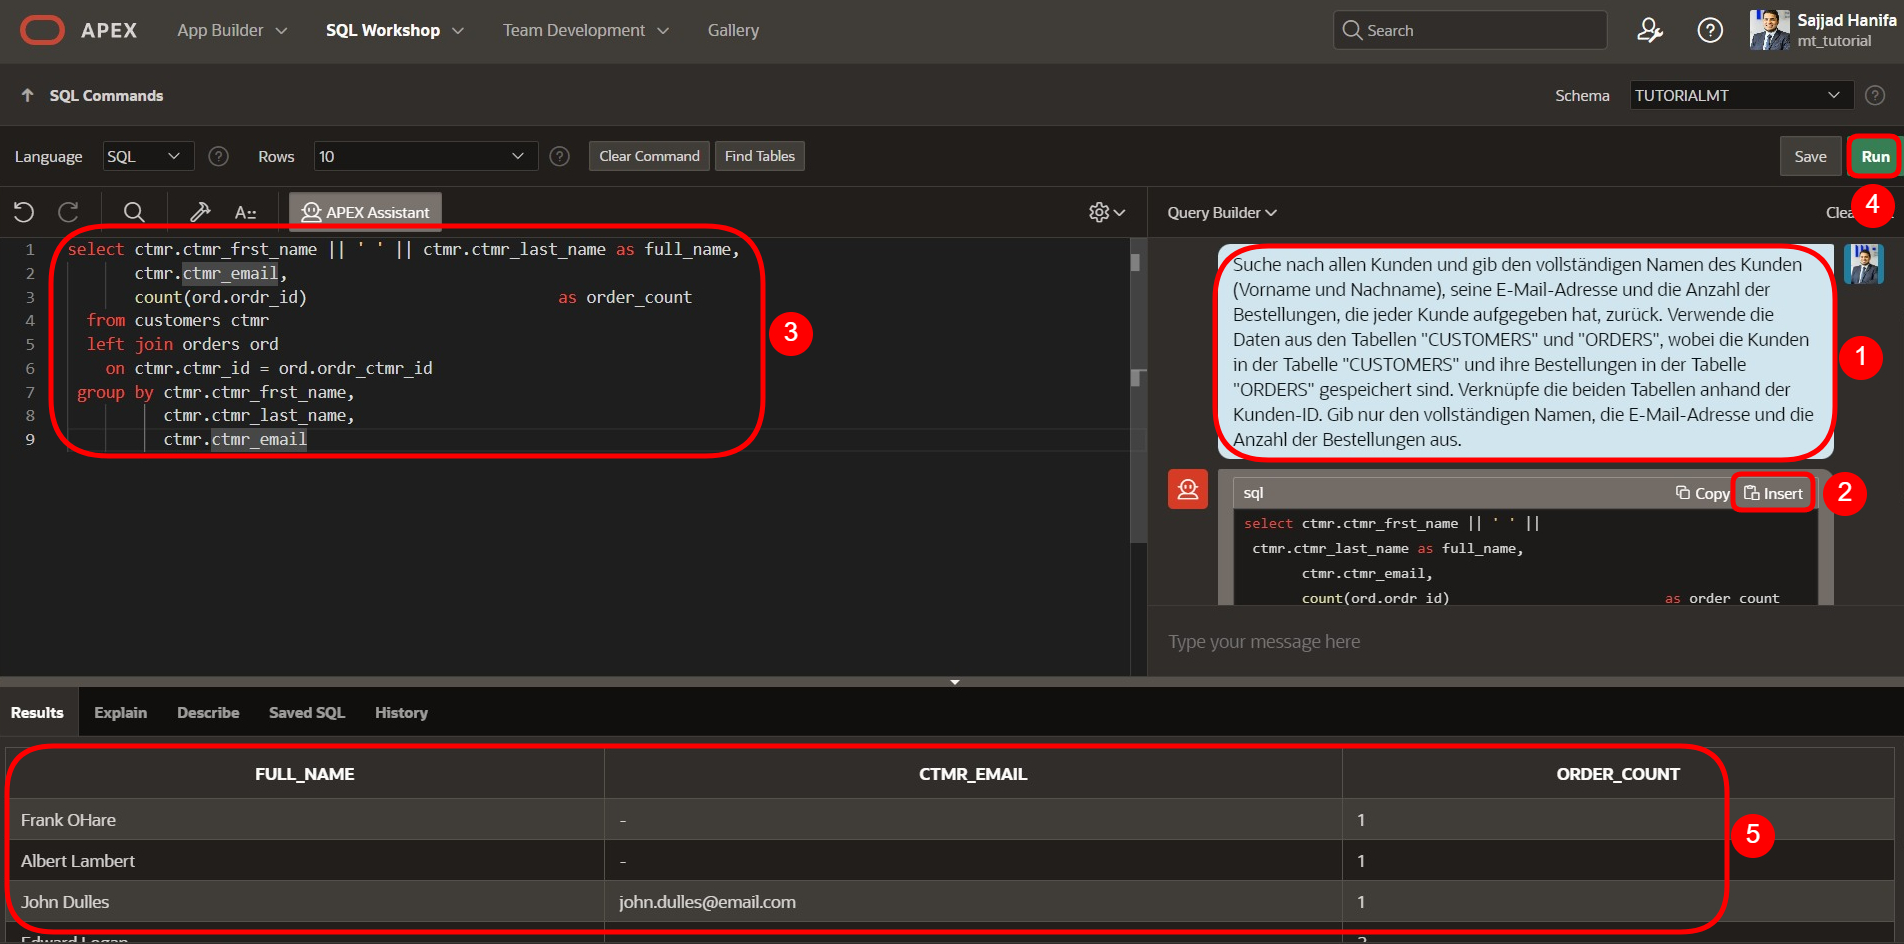 APEX
App Builder
SQL Workshop
Team Development
Gallery
Search
Sajjad Hanifa
mt_tutorial
SQL Commands
Schema
TUTORIALMT
Language
SQL
Rows
10
Clear Command
Find Tables
Save
Run
4
APEX Assistant
Query Builder
1 select ctmr.ctmr_frst_name || ' ' || ctmr.ctmr_last_name as full_name,
2 ctmr.ctmr_email,
3 count(ord.ordr_id) as order_count
4 from customers ctmr
5 left join orders ord
6 on ctmr.ctmr_id = ord.ordr_ctmr_id
7 group by ctmr.ctmr_frst_name,
8 ctmr.ctmr_last_name,
9 ctmr.ctmr_email
3
Suche nach allen Kunden und gib den vollständigen Namen des Kunden
(Vorname und Nachname), seine E-Mail-Adresse und die Anzahl der
Bestellungen, die jeder Kunde aufgegeben hat, zurück. Verwende die
Daten aus den Tabellen "CUSTOMERS" und "ORDERS", wobei die Kunden
in der Tabelle "CUSTOMERS" und ihre Bestellungen in der Tabelle
"ORDERS" gespeichert sind. Verknüpfe die beiden Tabellen anhand der
Kunden-ID. Gib nur den vollständigen Namen, die E-Mail-Adresse und die
Anzahl der Bestellungen aus.
1
sql
Copy
Insert
2
select ctmr.ctmr_frst_name || ' ' ||
ctmr.ctmr_last_name as full_name,
ctmr.ctmr_email,
count(ord.ordr_id) as order_count
Type your message here
Results
Explain
Describe
Saved SQL
History
FULL_NAME CTMR_EMAIL ORDER_COUNT
Frank OHare - 1
Albert Lambert - 1
John Dulles john.dulles@email.com 1
5